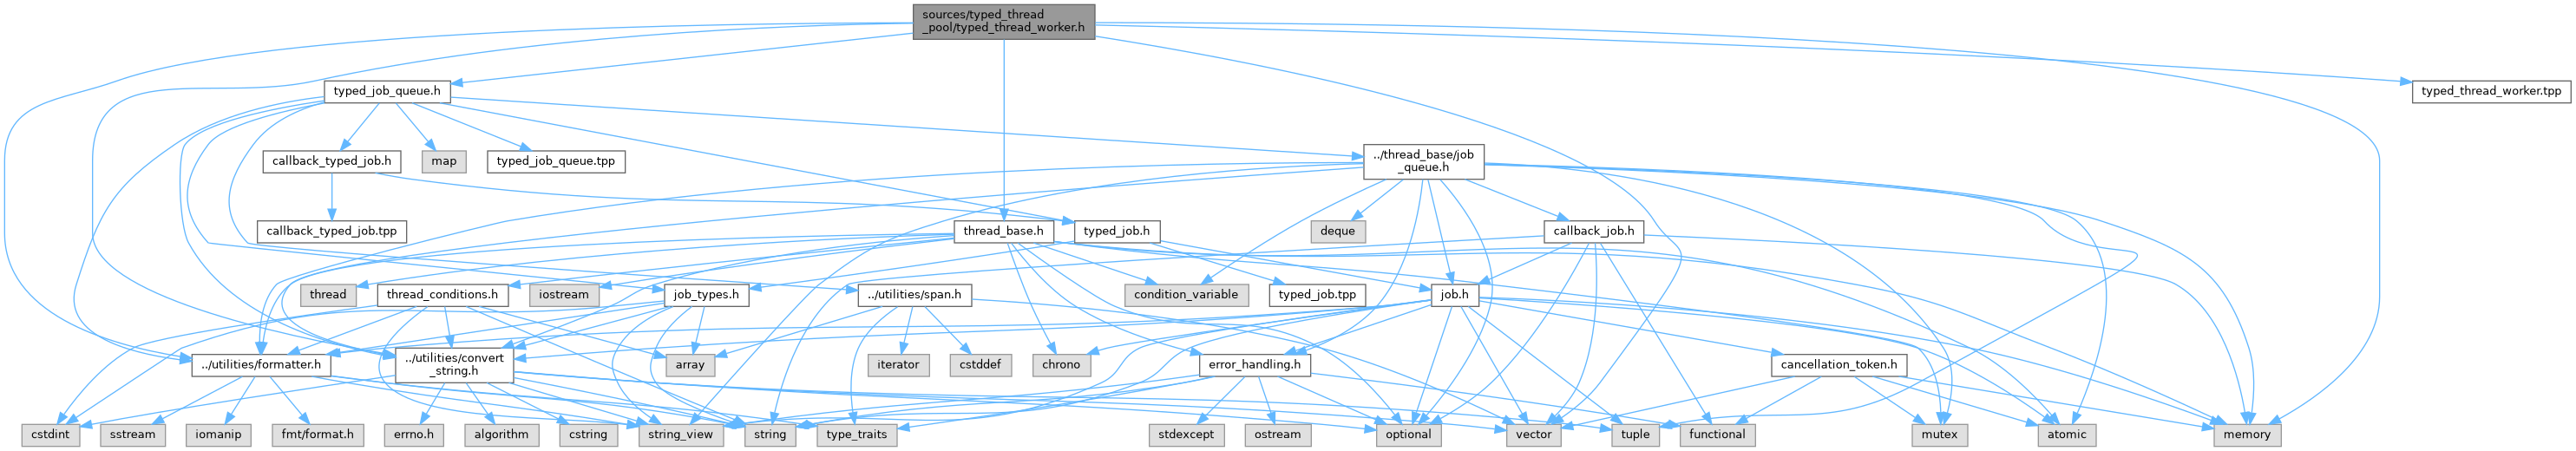 sources/typed_thread
_pool/typed_thread_worker.h
typed_job_queue.h
typed_thread_worker.tpp
callback_typed_job.h
map
typed_job_queue.tpp
../thread_base/job
_queue.h
callback_typed_job.tpp
thread_base.h
typed_job.h
deque
callback_job.h
thread
thread_conditions.h
iostream
job_types.h
../utilities/span.h
condition_variable
typed_job.tpp
job.h
../utilities/formatter.h
../utilities/convert
_string.h
array
iterator
cstddef
chrono
error_handling.h
cancellation_token.h
cstdint
sstream
iomanip
fmt/format.h
errno.h
algorithm
cstring
string_view
string
type_traits
stdexcept
ostream
optional
vector
tuple
functional
mutex
atomic
memory